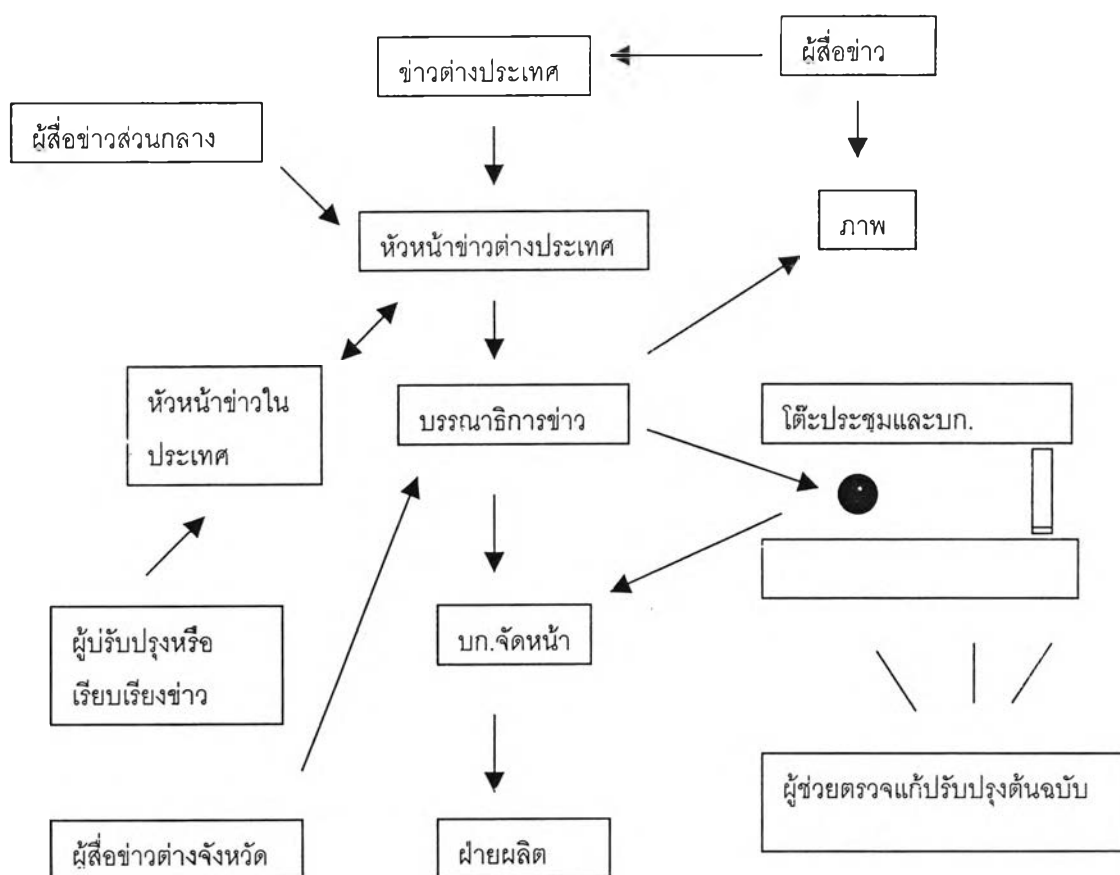 ผู้สื่อข่าว
ข่าวต่างประเทศ
ผู้สื่อข่าวส่วนกลาง
ภาพ
หัวหน้าข่าวต่างประเทศ
หัวหน้าข่าวใน
ประเทศ
บรรณาธิการข่าว
โต๊ะประชุมและบก.
ผู้บ่รับปรุงหรือ
เรียบเรียงข่าว
บก.จัดหน้า
ผู้ช่วยตรวจแก้ปรับปรุงต้นฉบับ
ผู้สื่อข่าวต่างจังหวัด
ฝ่ายผลิต